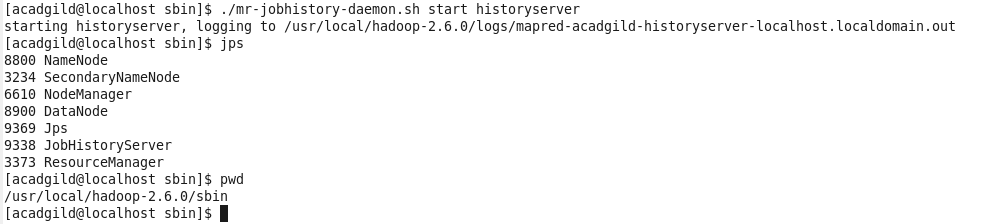 [acadgild@localhost sbin]$ ./mr-jobhistory-daemon.sh start historyserver
starting historyserver, logging to /usr/local/hadoop-2.6.0/logs/mapred-acadgild-historyserver-localhost.localdomain.out
[acadgild@localhost sbin]$ jps
8800 NameNode
3234 SecondaryNameNode
6610 NodeManager
8900 DataNode
9369 Jps
9338 JobHistoryServer
3373 ResourceManager
[acadgild@localhost sbin]$ pwd
/usr/local/hadoop-2.6.0/sbin
[acadgild@localhost sbin]$